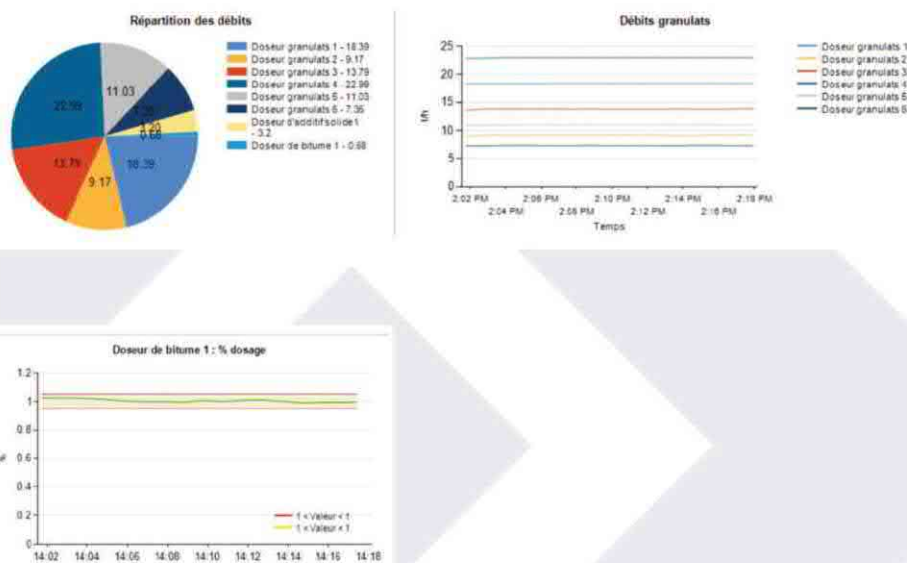 Répartition des débits
22.99
11.03
13.79
9.17
18.39
0.68
Doseur granulats 1 - 18.39
Doseur granulats 2 - 9.17
Doseur granulats 3 - 13.79
Doseur granulats 4 - 22.99
Doseur granulats 5 - 11.03
Doseur granulats 6 - 7.36
Doseur d'additif solide 1
- 3.2
Doseur de bitume 1 - 0.68
Débits granulats
25
20
15
10
5
0
t/h
2:02 PM 2:06 PM 2:10 PM 2:14 PM 2:18 PM
2:04 PM 2:08 PM 2:12 PM 2:16 PM
Temps
Doseur granulats 1
Doseur granulats 2
Doseur granulats 3
Doseur granulats 4
Doseur granulats 5
Doseur granulats 6
Doseur de bitume 1 : % dosage
1.2
1
0.8
0.6
0.4
0.2
0
%
14:02 14:04 14:06 14:08 14:10 14:12 14:14 14:16 14:18
1 < Valeur < 1
1 < Valeur < 1